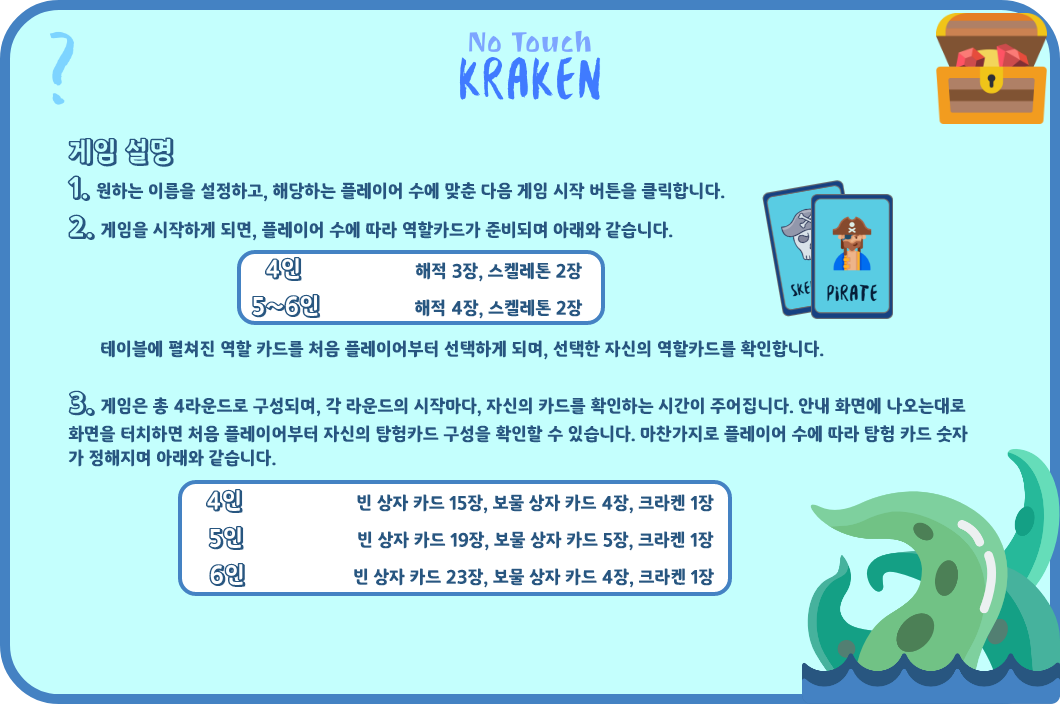 ?
No Touch
KRAKEN
게임 설명
1. 원하는 이름을 설정하고, 해당하는 플레이어 수에 맞춘 다음 게임 시작 버튼을 클릭합니다.
2. 게임을 시작하게 되면, 플레이어 수에 따라 역할카드가 준비되며 아래와 같습니다.
4인 해적 3장, 스켈레톤 2장
5~6인 해적 4장, 스켈레톤 2장
SKE
PiRATE
테이블에 펼쳐진 역할 카드를 처음 플레이어부터 선택하게 되며, 선택한 자신의 역할카드를 확인합니다.
3. 게임은 총 4라운드로 구성되며, 각 라운드의 시작마다, 자신의 카드를 확인하는 시간이 주어집니다. 안내 화면에 나오는대로
화면을 터치하면 처음 플레이어부터 자신의 탐험카드 구성을 확인할 수 있습니다. 마찬가지로 플레이어 수에 따라 탐험 카드 숫자
가 정해지며 아래와 같습니다.
4인 빈 상자 카드 15장, 보물 상자 카드 4장, 크라켄 1장
5인 빈 상자 카드 19장, 보물 상자 카드 5장, 크라켄 1장
6인 빈 상자 카드 23장, 보물 상자 카드 4장, 크라켄 1장